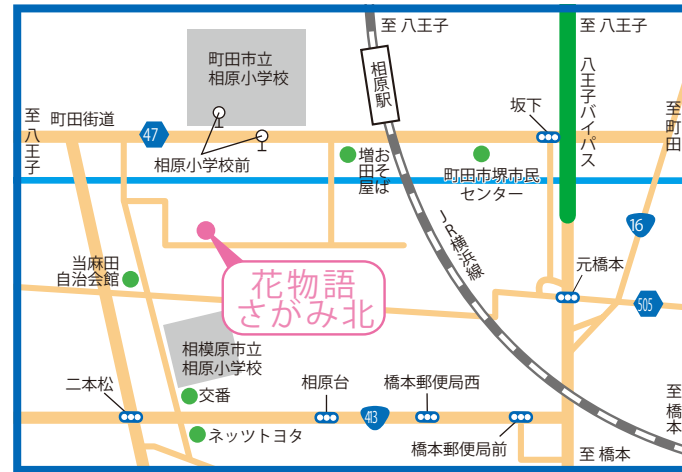 至 八王子
至 八王子
町田市立
相原小学校
相原駅
八王子バイパス
坂下
至 町田
至 八王子
町田街道
47
相原小学校前
おそば
増田屋
町田市堺市民
センター
JR横浜線
16
当麻田
自治会館
元橋本
花物語
さがみ北
505
相模原市立
相原小学校
二本松
交番
相原台
橋本郵便局西
413
至 橋本
ネッツトヨタ
橋本郵便局前
至 橋本